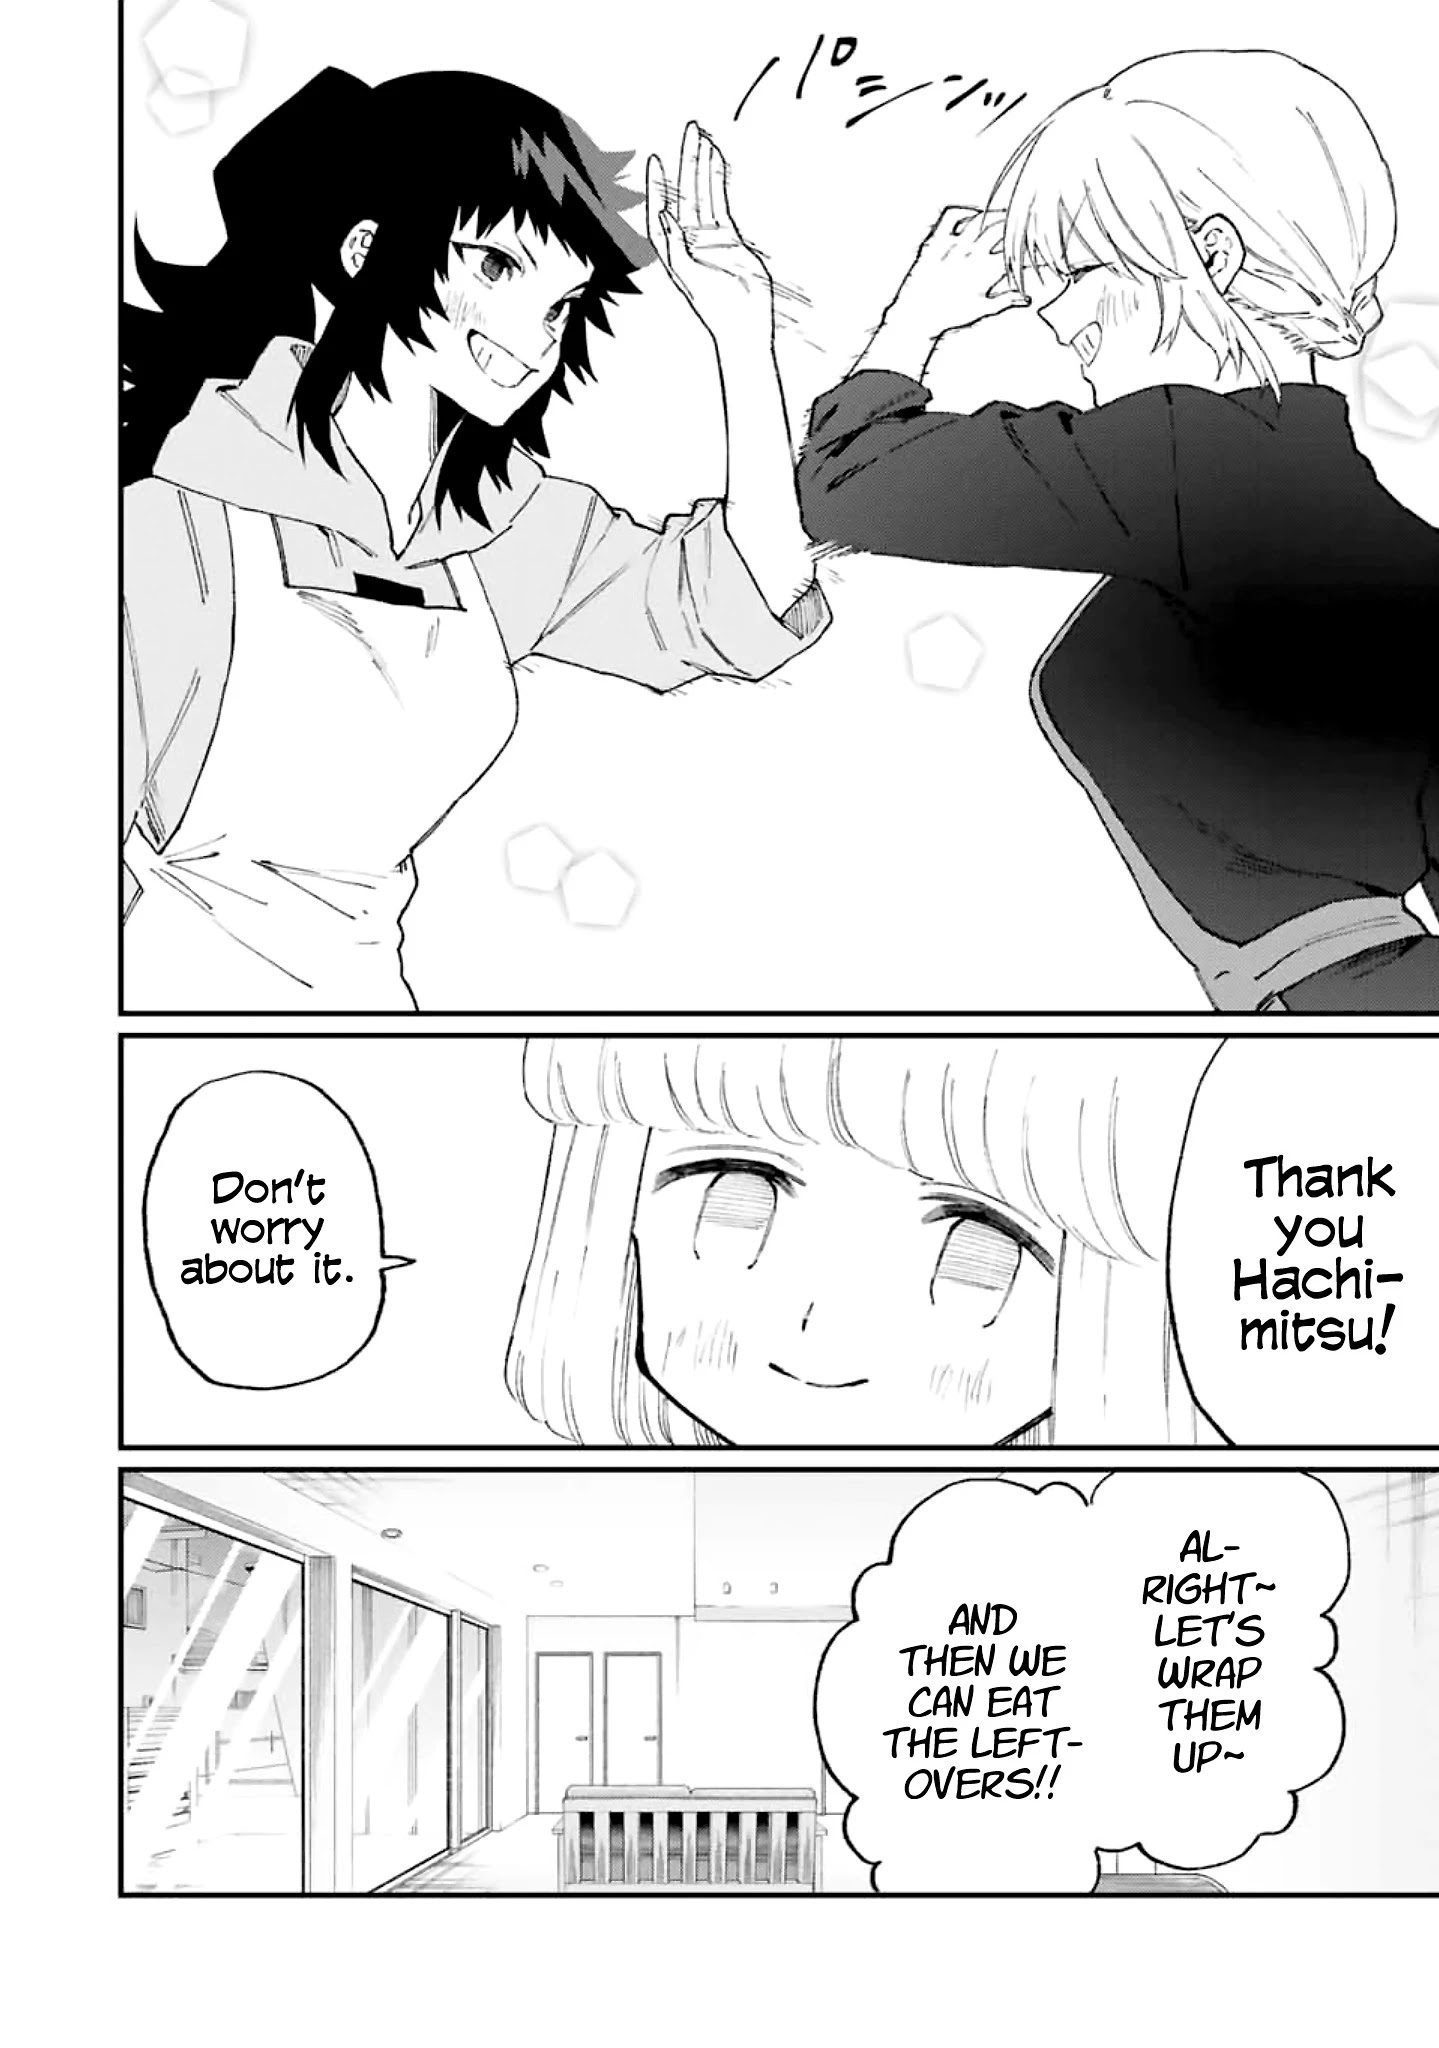 パシーンッ
Thank
you
Hachi-
mitsu!
Don't
worry
about it.
AL-
RIGHT~
LET'S
WRAP
THEM
UP~
AND
THEN WE
CAN EAT
THE LEFT-
OVERS!!